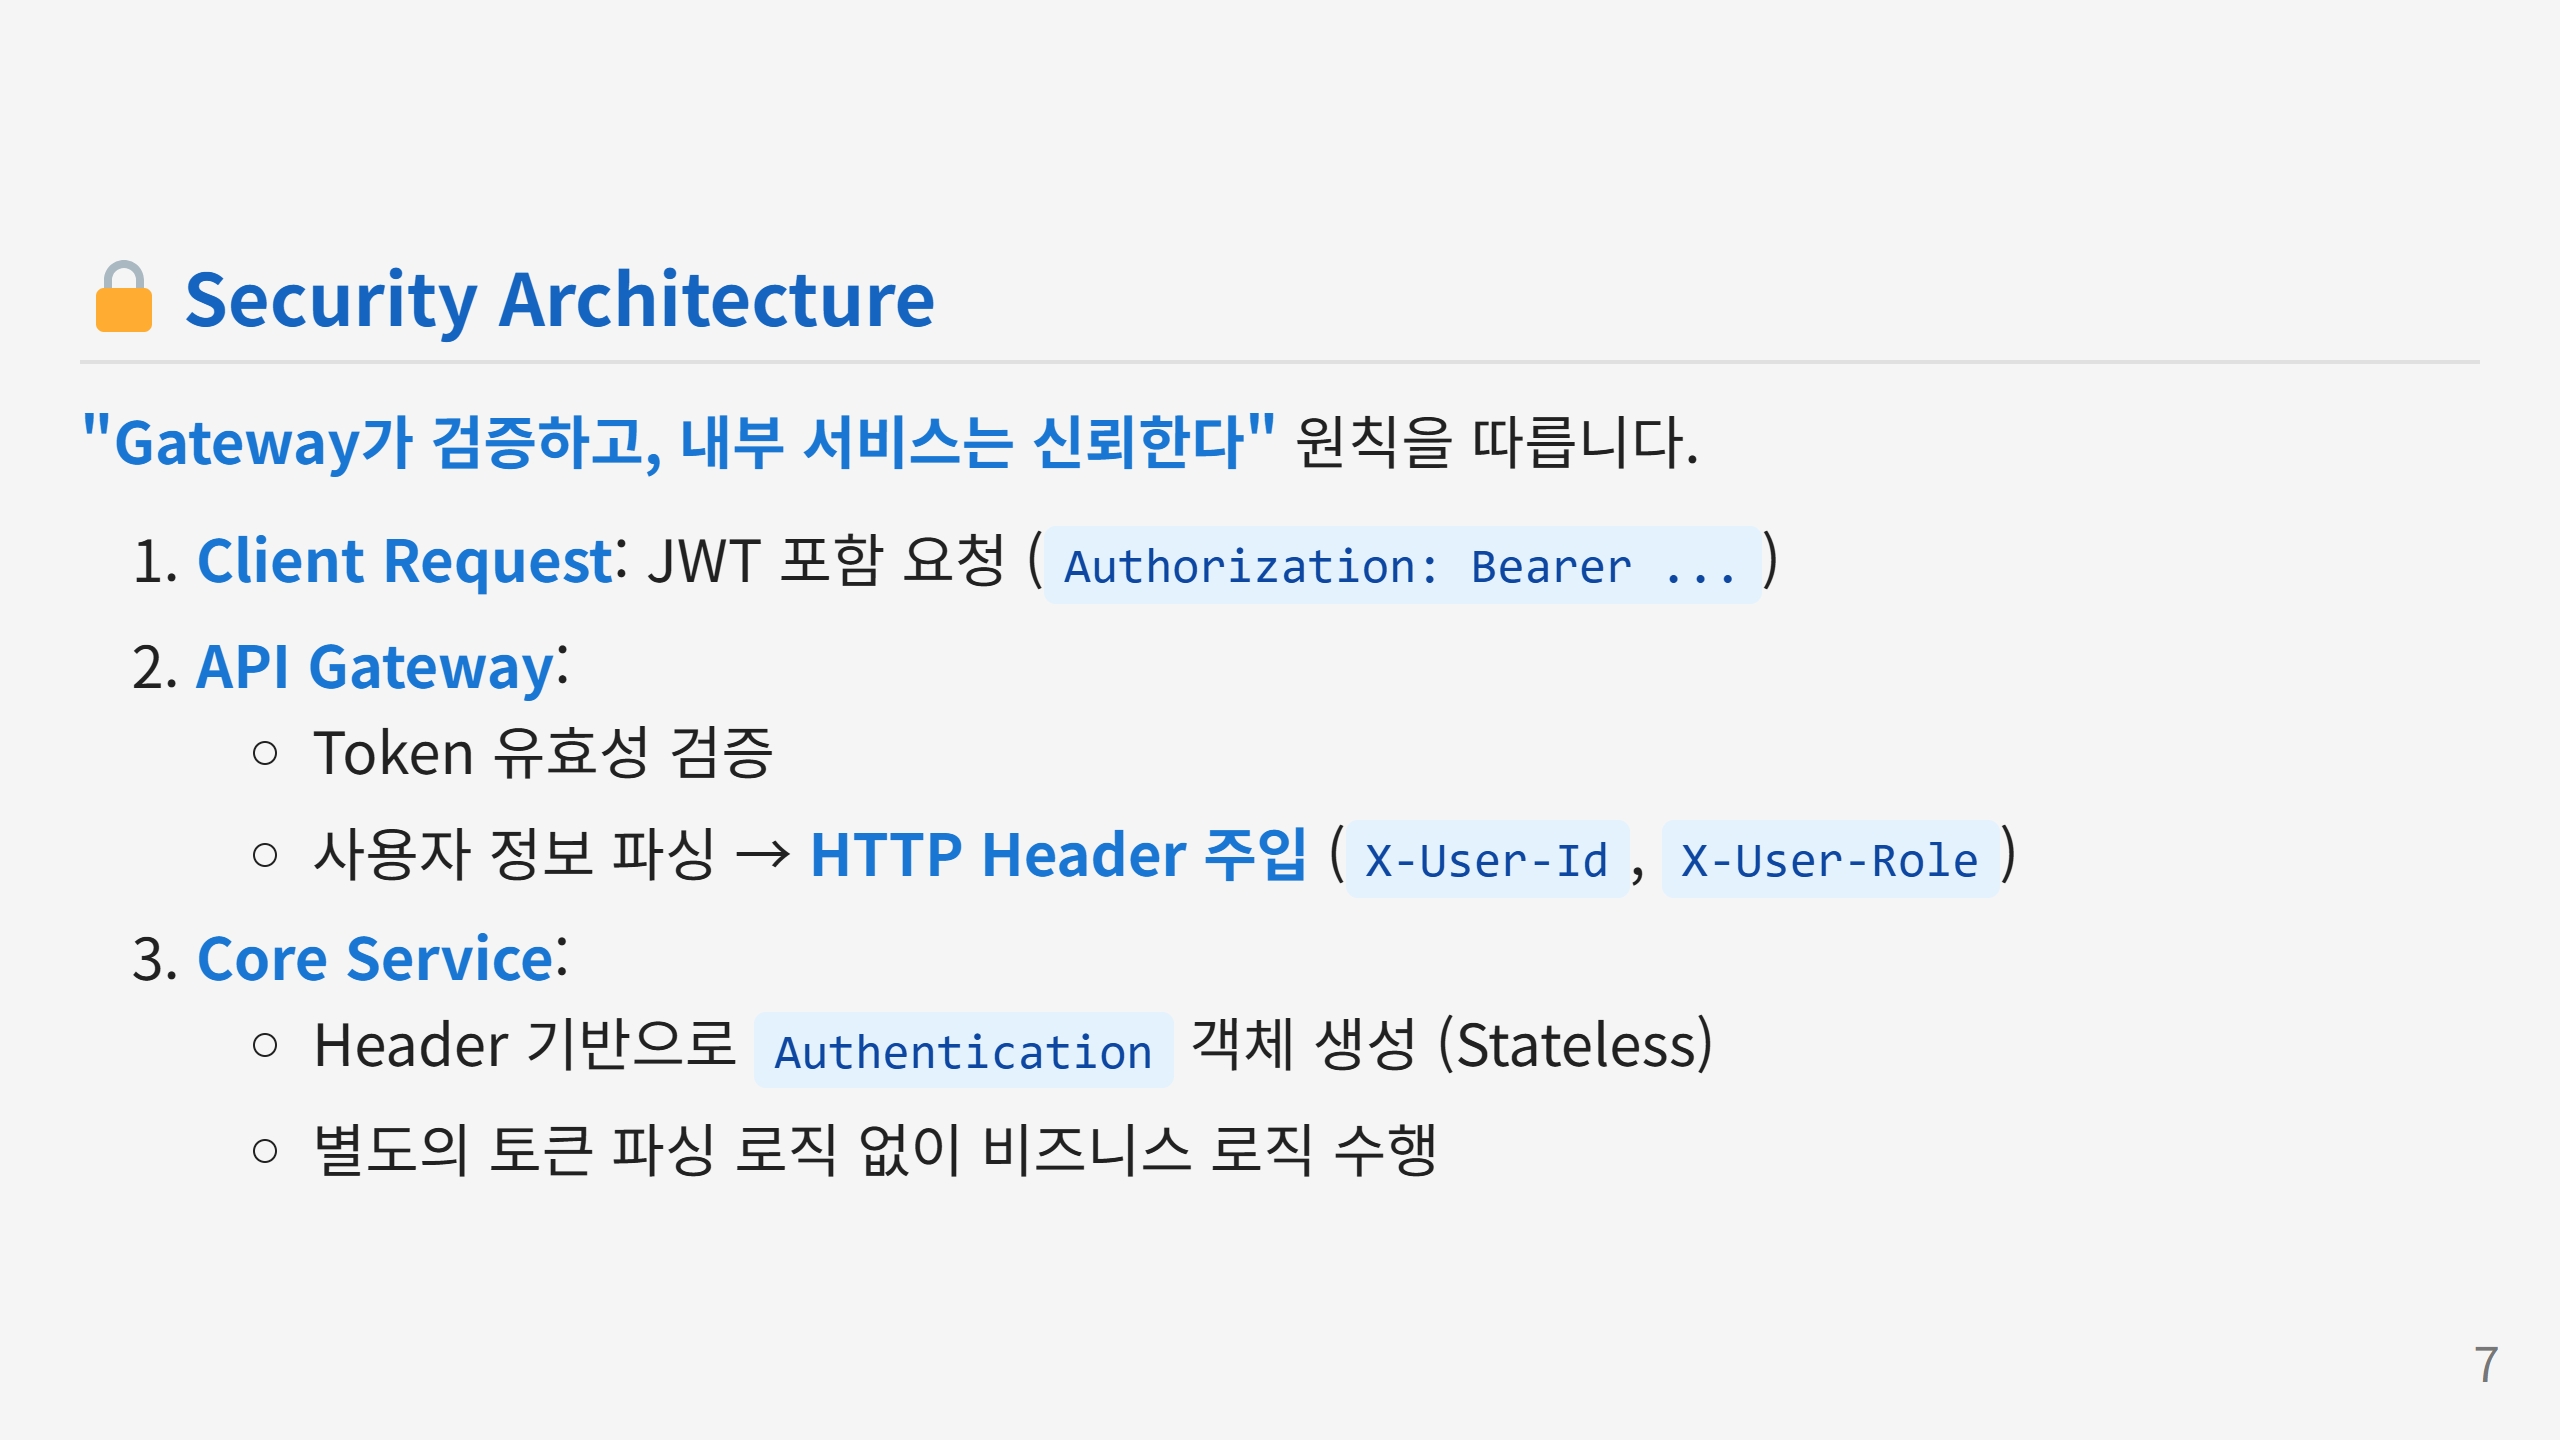 🔒 Security Architecture
"Gateway가 검증하고, 내부 서비스는 신뢰한다" 원칙을 따릅니다.
1. Client Request: JWT 포함 요청 (Authorization: Bearer ...)
2. API Gateway:
○ Token 유효성 검증
○ 사용자 정보 파싱 → HTTP Header 주입 (X-User-Id, X-User-Role)
3. Core Service:
○ Header 기반으로 Authentication 객체 생성 (Stateless)
○ 별도의 토큰 파싱 로직 없이 비즈니스 로직 수행
7